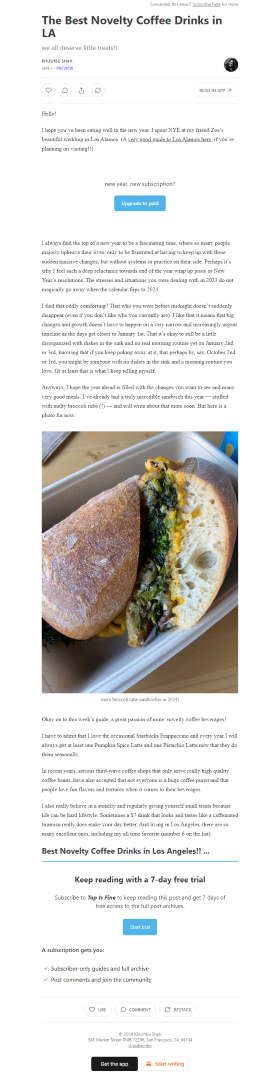 Forwarded this email? Subscribe here for more
The Best Novelty Coffee Drinks in
LA
we all deserve little treats!!
KHUSHBU SHAH
JAN 5 · PREVIEW
READ IN APP
Hello!
I hope you've been eating well in the new year. I spent NYE at my friend Zoe's
beautiful wedding in Los Alamos. (A very good guide to Los Alamos here, if you're
planning on visiting!!)
new year, new subscription?
Upgrade to paid
I always find the top of a new year to be a fascinating time, where so many people
majorly upheave their lives, only to be frustrated at having to keep up with these
sudden massive changes, but without systems or practice on their side. Perhaps it's
why I feel such a deep reluctance towards end of the year wrap up posts or New
Year's resolutions. The stresses and situations you were dealing with in 2023 do not
magically go away when the calendar flips to 2024.
I find that oddly comforting? That who you were before midnight doesn't suddenly
disappear (even if you don't like who you currently are). I like that it means that big
changes and growth doesn't have to happen on a very narrow and increasingly urgent
timeline as the days get closer to January 1st. That it's okay to still be a little
disorganized with dishes in the sink and no real morning routine yet on January 2nd
or 3rd, knowing that if you keep poking away at it, that perhaps by, say, October 2nd
or 3rd, you might be someone with no dishes in the sink and a morning routine you
love. Or at least that is what I keep telling myself.
Anyways, I hope the year ahead is filled with the changes you want to see and many
very good meals. I've already had a truly incredible sandwich this year — stuffed
with melty broccoli rabe (!) — and will write about that more soon. But here is a
photo for now:
more broccoli rabe sandwiches in 2024!!
Okay on to this week's guide, a great passion of mine: novelty coffee beverages!
I have to admit that I love the occasional Starbucks Frappuccino and every year I will
always get at least one Pumpkin Spice Latte and one Pistachio Latte now that they do
them seasonally.
In recent years, serious third-wave coffee shops that only serve really high quality
coffee beans, have also accepted that not everyone is a huge coffee purist and that
people love fun flavors and textures when it comes to their beverages.
I also really believe in a steadily and regularly giving yourself small treats because
life can be hard lifestyle. Sometimes a $7 drink that looks and tastes like a caffeinated
tiramisu really does make your day better. And living in Los Angeles, there are so
many excellent ones, including my all time favorite (number 6 on the list).
Best Novelty Coffee Drinks in Los Angeles!! ...
Keep reading with a 7-day free trial
Subscribe to Tap Is Fine to keep reading this post and get 7 days of
free access to the full post archives.
Start trial
A subscription gets you:
Subscriber-only guides and full archive
Post comments and join the community
LIKE
COMMENT
RESTACK
© 2024 Khushbu Shah
548 Market Street PMB 72296, San Francisco, CA 94104
Unsubscribe
Get the app
Start writing